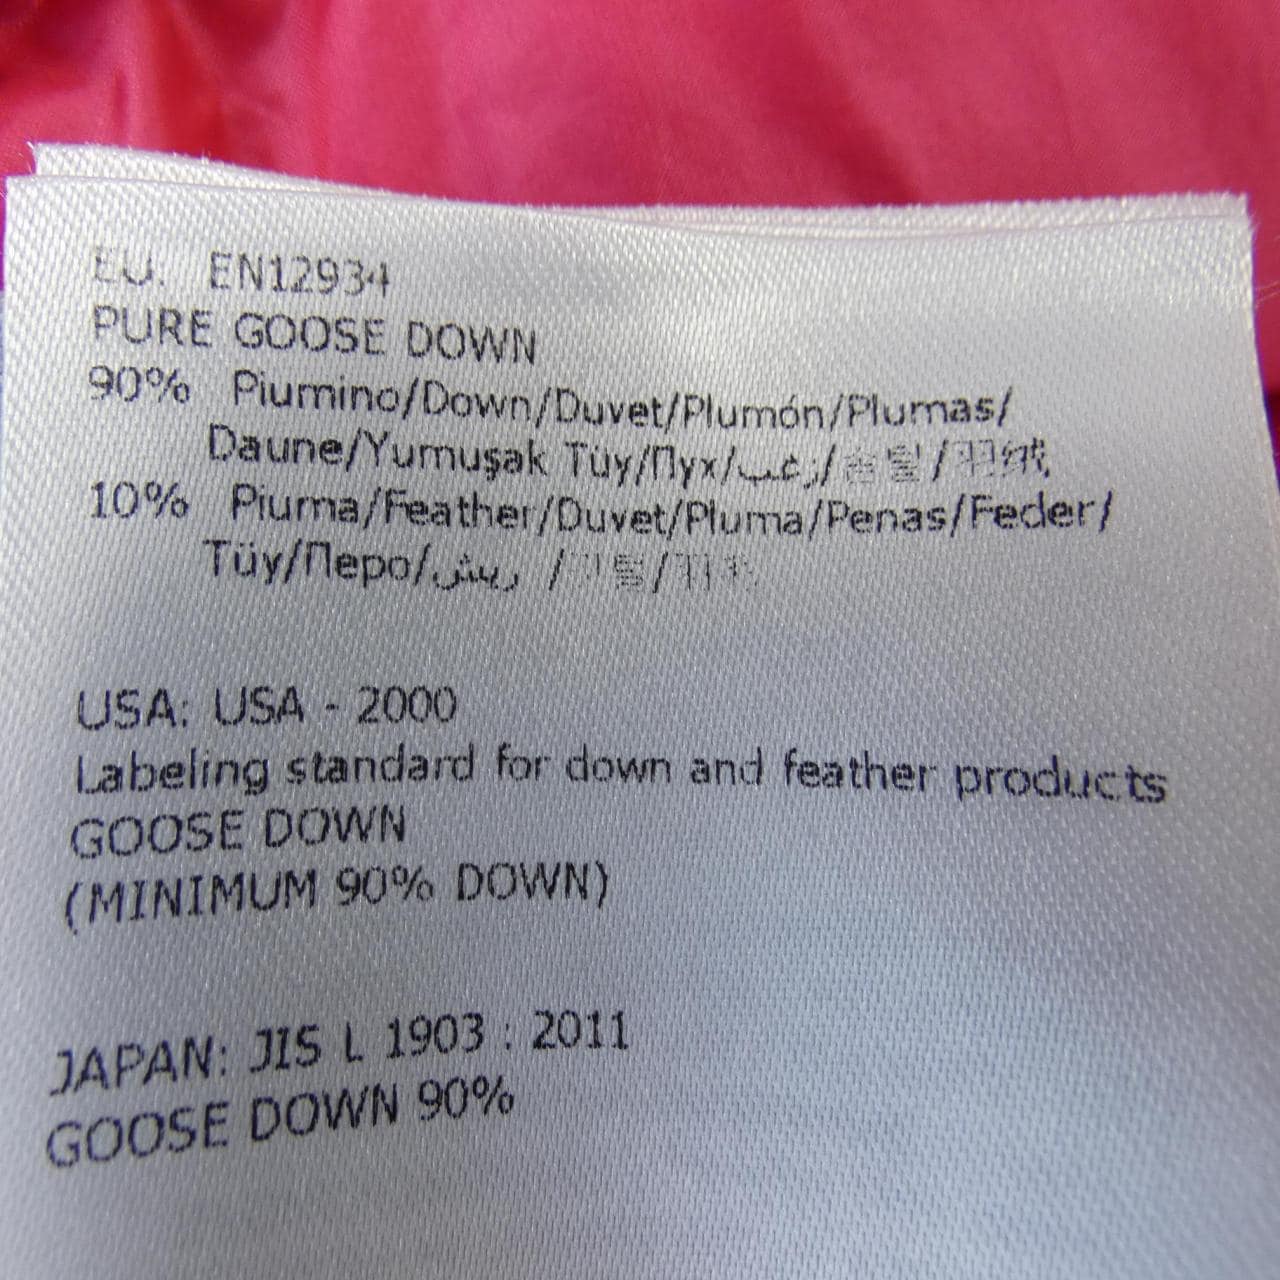 EU. EN12934
PURE GOOSE DOWN
90% Piumino/Down/Duvet/Plumón/Plumas/
Daune/Yumuşak Tüy/Пух/زغب/솜털/羽绒
10% Piuma/Feather/Duvet/Pluma/Penas/Feder/
Tüy/Перо/ريش /
USA: USA - 2000
Labeling standard for down and feather products
GOOSE DOWN
(MINIMUM 90% DOWN)
JAPAN: JIS L 1903 : 2011
GOOSE DOWN 90%